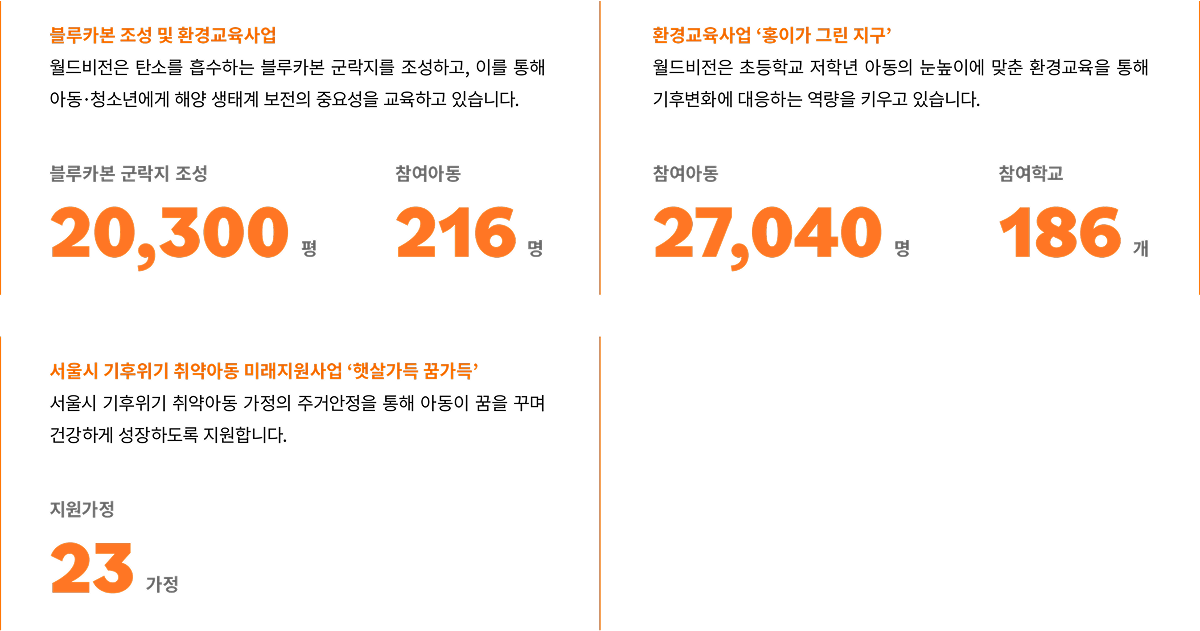 블루카본 조성 및 환경교육사업
월드비전은 탄소를 흡수하는 블루카본 군락지를 조성하고, 이를 통해
아동·청소년에게 해양 생태계 보전의 중요성을 교육하고 있습니다.
블루카본 군락지 조성
20,300 평
참여아동
216 명
환경교육사업 ‘홍이가 그린 지구’
월드비전은 초등학교 저학년 아동의 눈높이에 맞춘 환경교육을 통해
기후변화에 대응하는 역량을 키우고 있습니다.
참여아동
27,040 명
참여학교
186 개
서울시 기후위기 취약아동 미래지원사업 ‘햇살가득 꿈가득’
서울시 기후위기 취약아동 가정의 주거안정을 통해 아동이 꿈을 꾸며
건강하게 성장하도록 지원합니다.
지원가정
23 가정